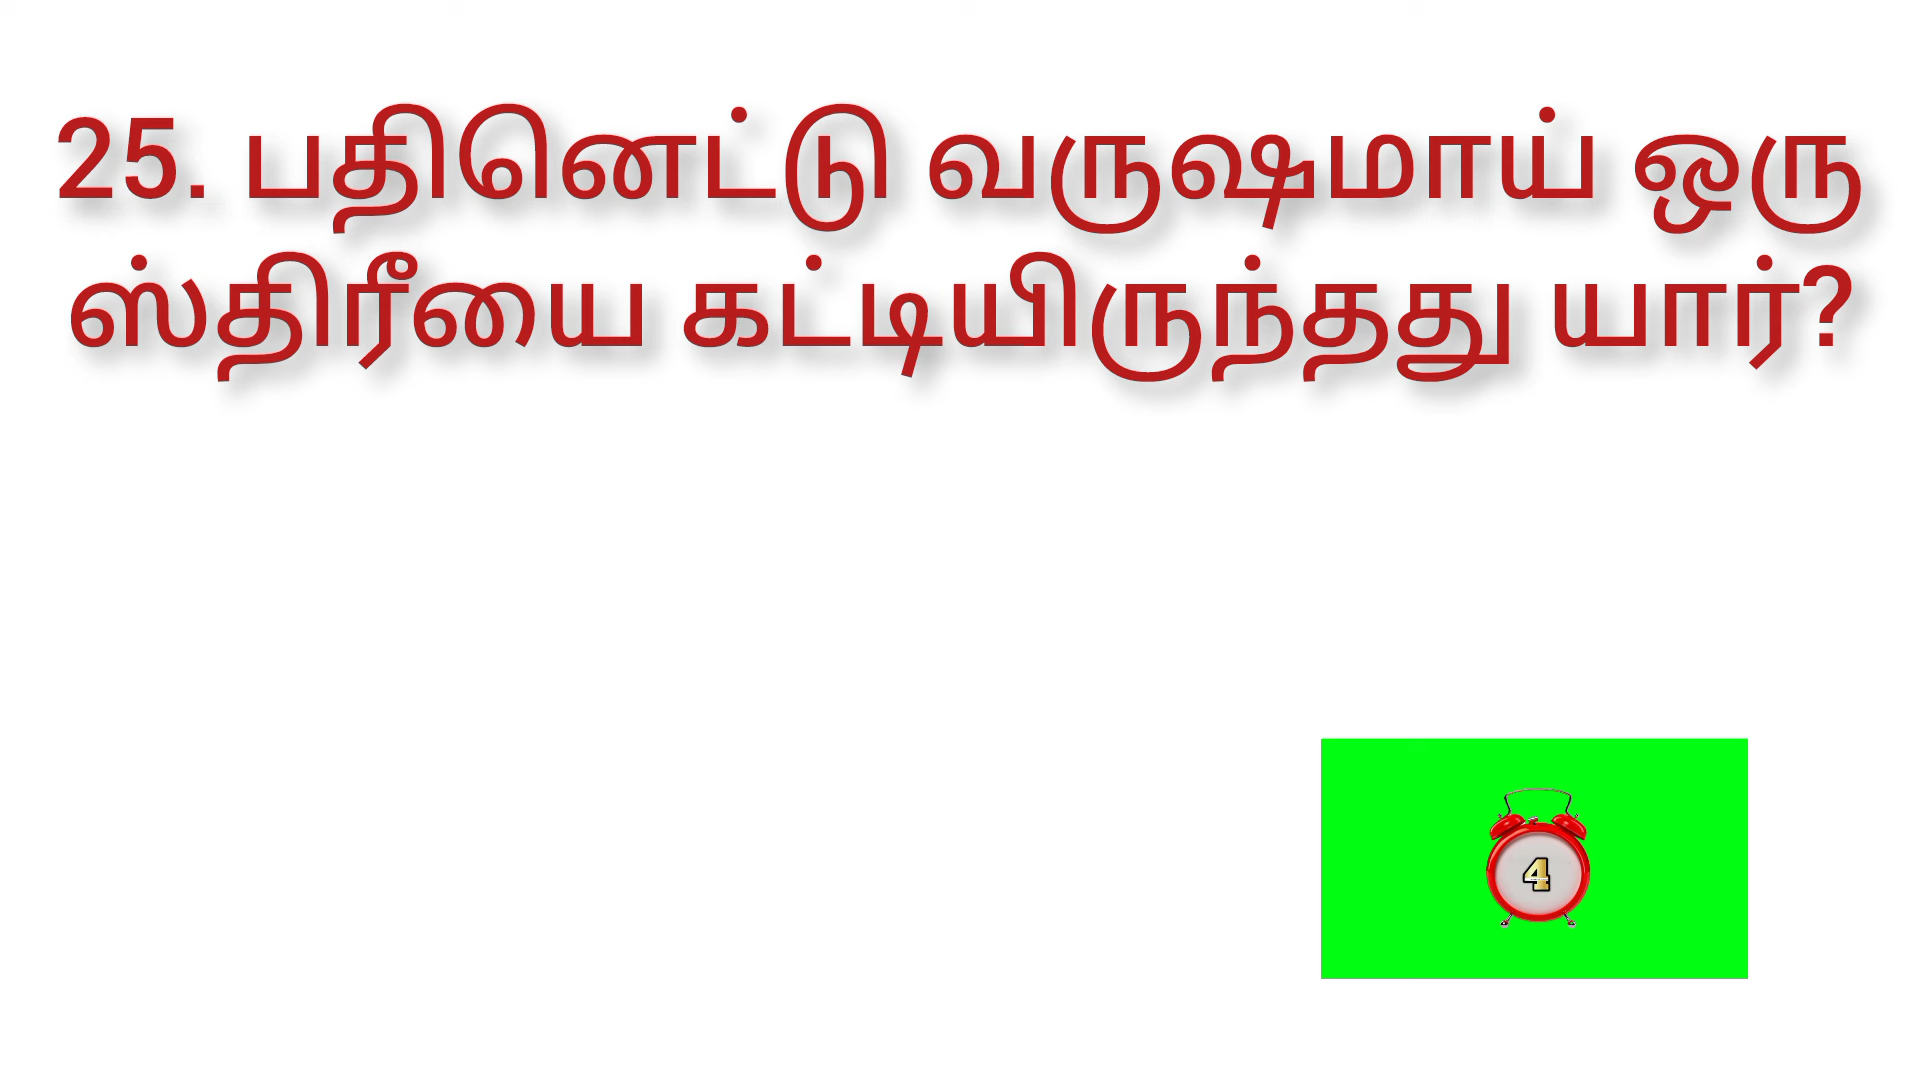 25. பதினெட்டு வருஷமாய் ஒரு
ஸ்திரீயை கட்டியிருந்தது யார்?
4